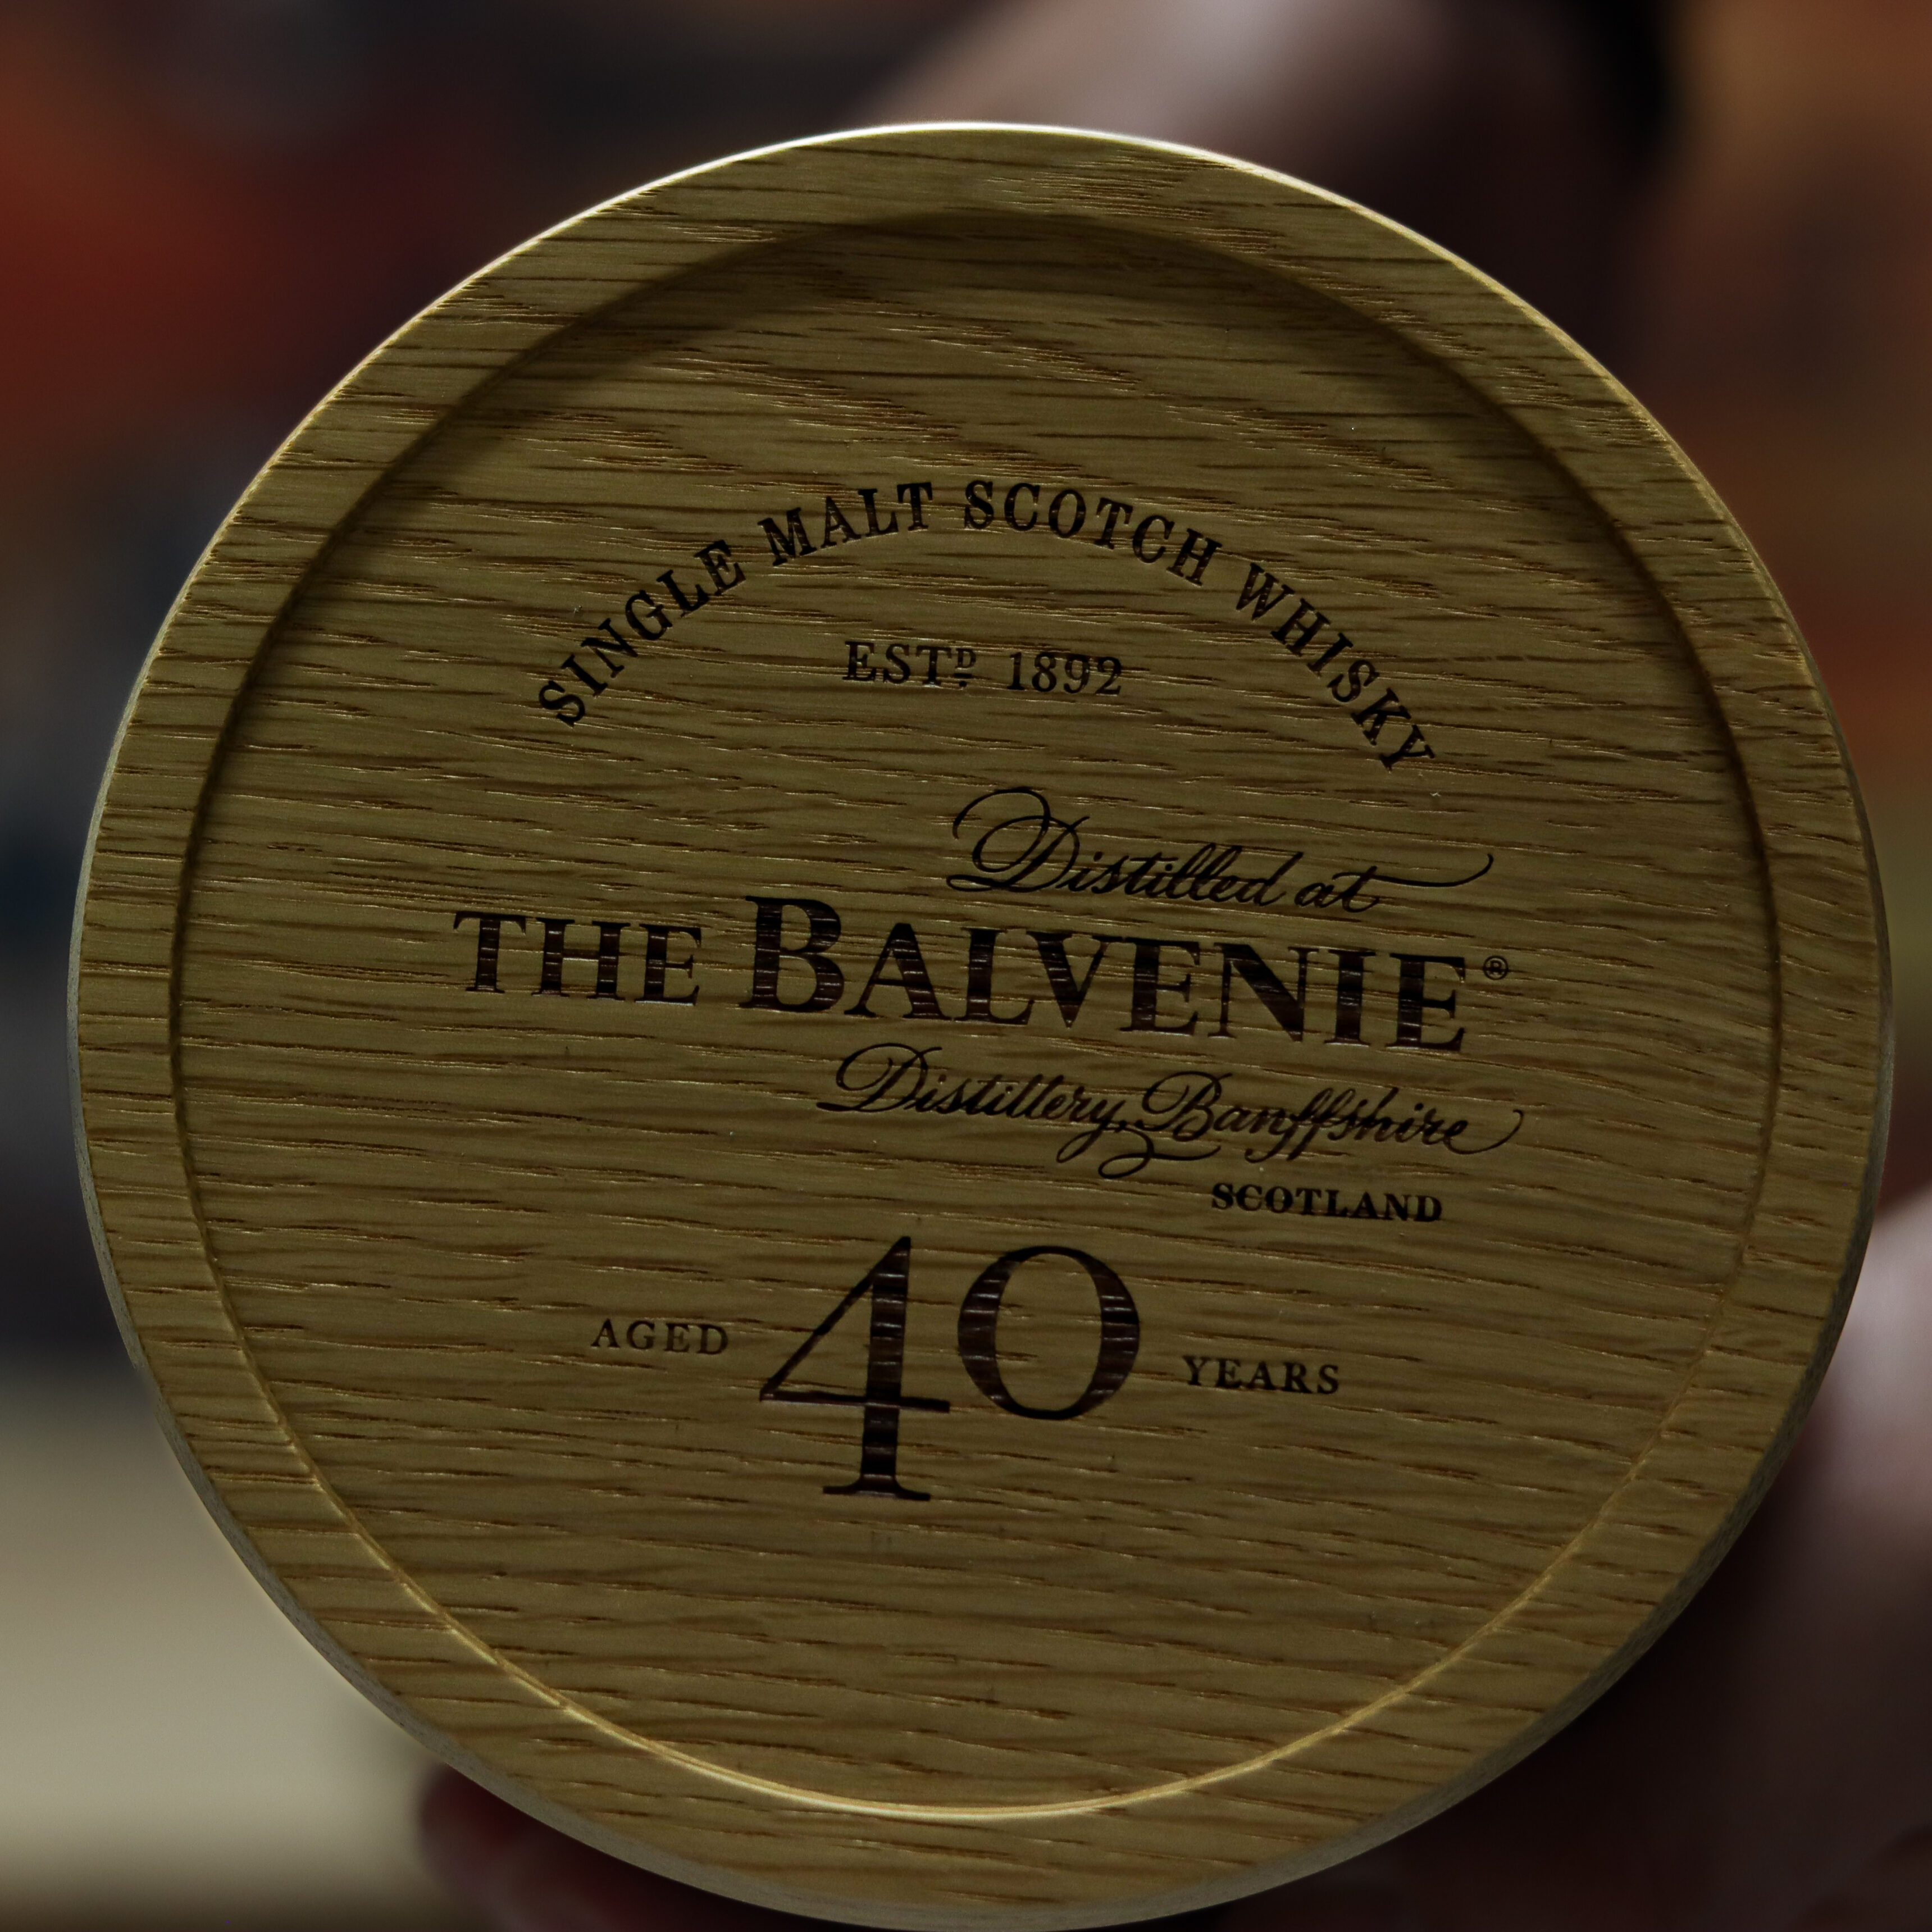 SINGLE MALT SCOTCH WHISKY
ESTᴰ 1892
Distilled at
THE BALVENIE®
Distillery, Banffshire
SCOTLAND
AGED 40 YEARS